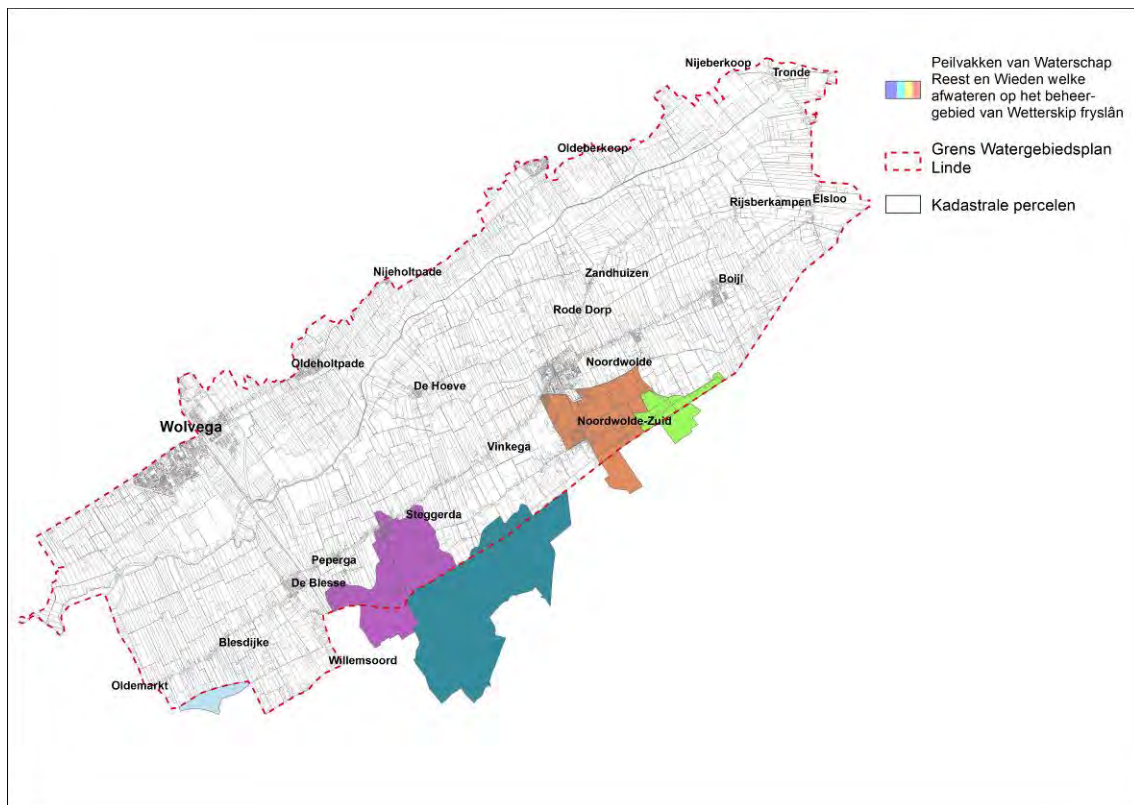 Nijeberkoop
Tronde
Peilvakken van Waterschap
Reest en Wieden welke
afwateren op het beheer-
gebied van Wetterskip fryslân
Grens Watergebiedsplan
Linde
Kadastrale percelen
Oldeberkoop
Rijsberkampen
Elsloo
Nijeholtpade
Zandhuizen
Boijl
Rode Dorp
Oldeholtpade
Noordwolde
De Hoeve
Wolvega
Noordwolde-Zuid
Vinkega
Steggerda
Peperga
De Blesse
Blesdijke
Willemsoord
Oldemarkt